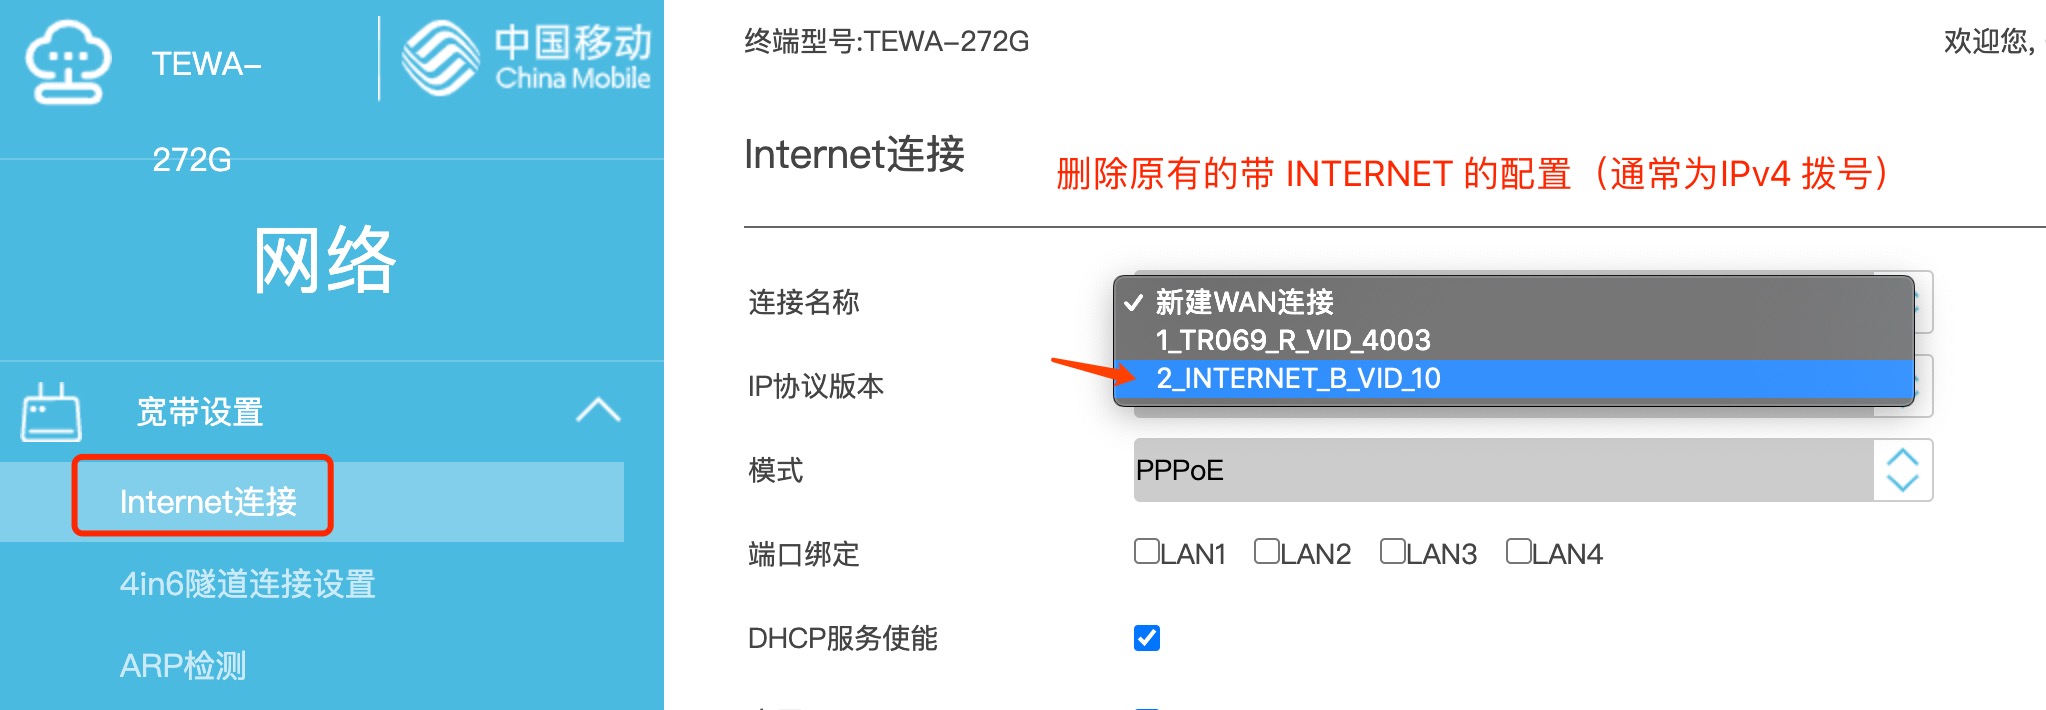 TEWA-
272G
中国移动
China Mobile
网络
宽带设置
Internet连接
4in6隧道连接设置
ARP检测
终端型号:TEWA-272G
欢迎您,
Internet连接
删除原有的带 INTERNET 的配置（通常为IPv4 拨号）
连接名称
新建WAN连接
1_TR069_R_VID_4003
2_INTERNET_B_VID_10
IP协议版本
模式
PPPoE
端口绑定
LAN1 LAN2 LAN3 LAN4
DHCP服务使能